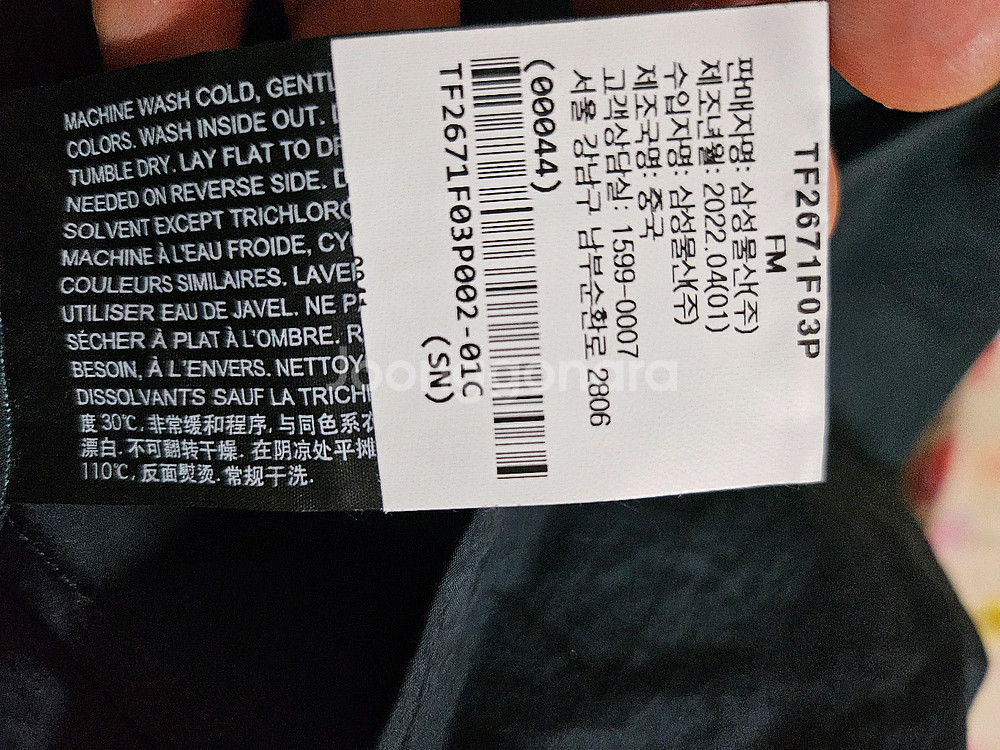 MACHINE WASH COLD, GENTL
COLORS. WASH INSIDE OUT.
TUMBLE DRY. LAY FLAT TO DR
NEEDED ON REVERSE SIDE. D
SOLVENT EXCEPT TRICHLORO
MACHINE À L'EAU FROIDE, CY
COULEURS SIMILAIRES. LAVER
UTILISER EAU DE JAVEL. NE P
SÉCHER À PLAT À L'OMBRE. R
BESOIN, À L'ENVERS. NETTOY
DISSOLVANTS SAUF LA TRICH
度 30℃. 非常缓和程序, 与同色系衣
漂白. 不可翻转干燥. 在阴凉处平摊
110℃. 反面熨烫. 常规干洗.
TF2671F03P
FM
판매자명: 삼성물산(주)
제조년월: 2022.04(01)
수입자명: 삼성물산(주)
제조국명: 중국
고객상담실: 1599-0007
서울 강남구 남부순환로 2806
(00044)
TF2671F03P002-01C
(SN)
Joonggonara